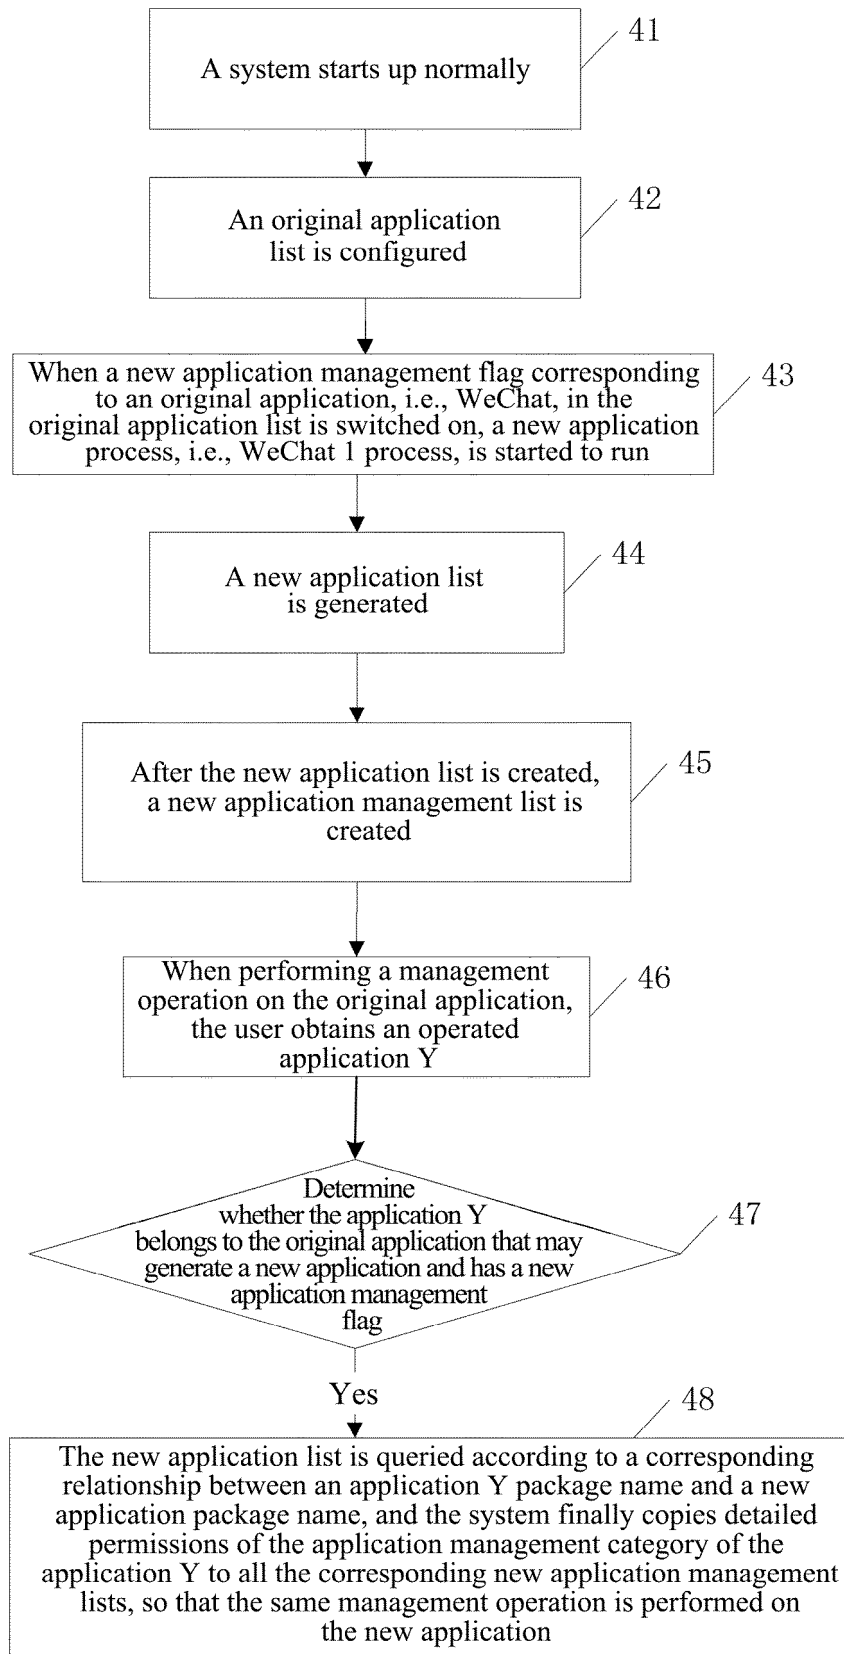 A system starts up normally
41
An original application
list is configured
42
When a new application management flag corresponding
to an original application, i.e., WeChat, in the
original application list is switched on, a new application
process, i.e., WeChat 1 process, is started to run
43
A new application list
is generated
44
After the new application list is created,
a new application management list is
created
45
When performing a management
operation on the original application,
the user obtains an operated
application Y
46
Determine
whether the application Y
belongs to the original application that may
generate a new application and has a new
application management
flag
47
Yes
48
The new application list is queried according to a corresponding
relationship between an application Y package name and a new
application package name, and the system finally copies detailed
permissions of the application management category of the
application Y to all the corresponding new application management
lists, so that the same management operation is performed on
the new application